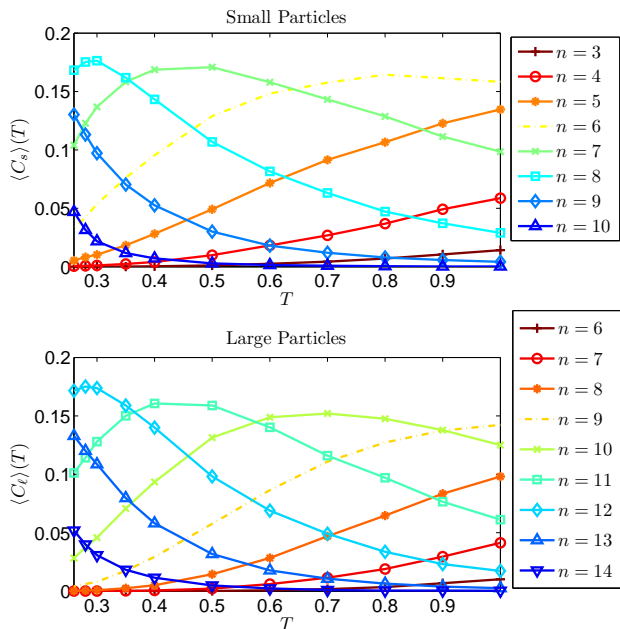 Small Particles
⟨C_s⟩(T)
0.2
0.15
0.1
0.05
0
0.3 0.4 0.5 0.6 0.7 0.8 0.9
T
n = 3
n = 4
n = 5
n = 6
n = 7
n = 8
n = 9
n = 10
Large Particles
⟨C_ℓ⟩(T)
0.2
0.15
0.1
0.05
0
0.3 0.4 0.5 0.6 0.7 0.8 0.9
T
n = 6
n = 7
n = 8
n = 9
n = 10
n = 11
n = 12
n = 13
n = 14